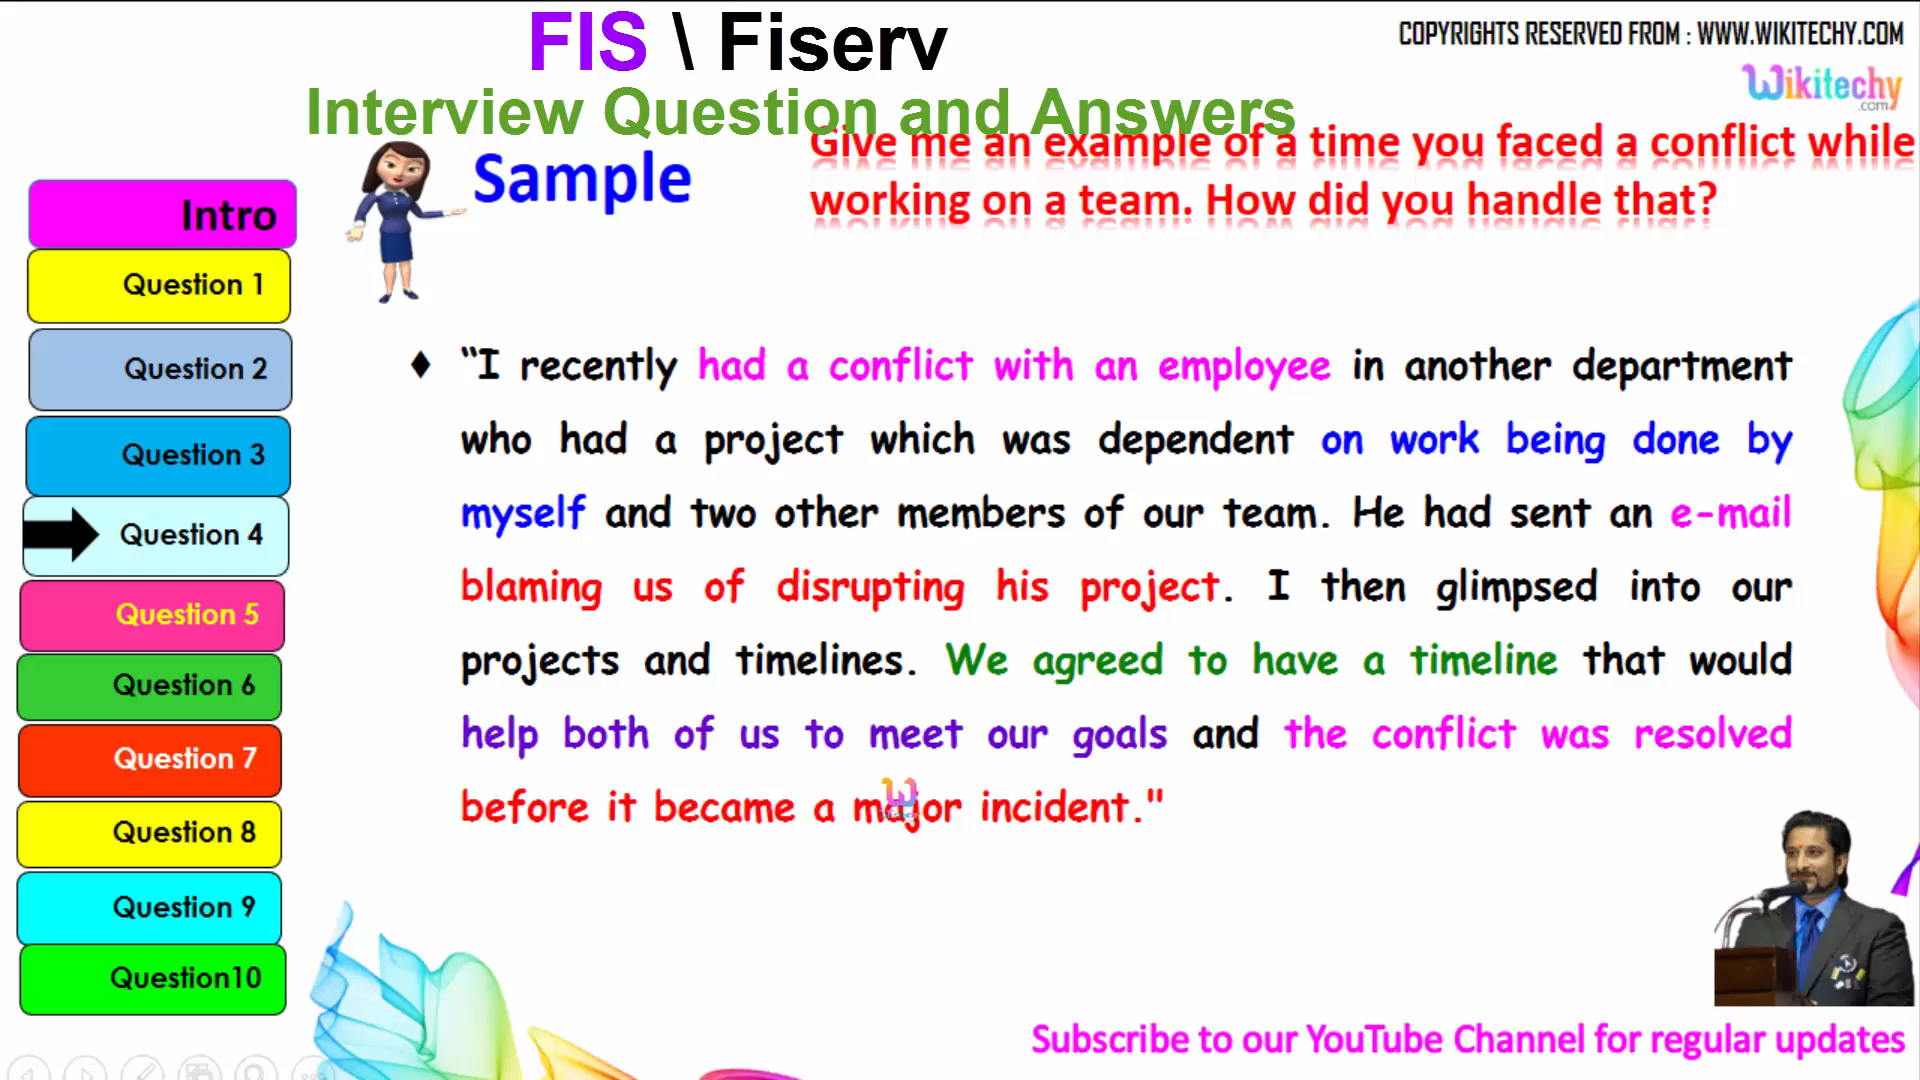 FIS \ Fiserv
COPYRIGHTS RESERVED FROM : WWW.WIKITECHY.COM
Wikitechy
.com
Interview Question and Answers
Give me an example of a time you faced a conflict while
working on a team. How did you handle that?
Sample
Intro
Question 1
Question 2
Question 3
Question 4
Question 5
Question 6
Question 7
Question 8
Question 9
Question10
♦ “I recently had a conflict with an employee in another department
who had a project which was dependent on work being done by
myself and two other members of our team. He had sent an e-mail
blaming us of disrupting his project. I then glimpsed into our
projects and timelines. We agreed to have a timeline that would
help both of us to meet our goals and the conflict was resolved
before it became a major incident."
Subscribe to our YouTube Channel for regular updates